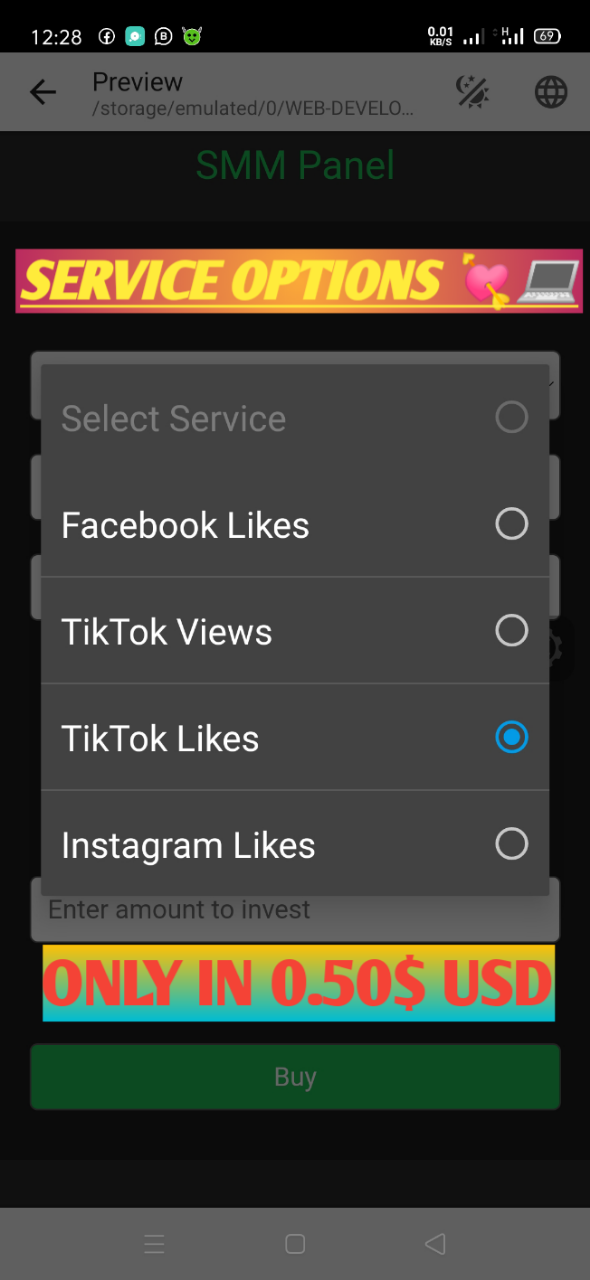 12:28
0.01
KB/S
H
69
Preview
/storage/emulated/0/WEB-DEVELO...
SMM Panel
SERVICE OPTIONS 💘💻
Select Service
Facebook Likes
TikTok Views
TikTok Likes
Instagram Likes
Enter amount to invest
ONLY IN 0.50$ USD
Buy